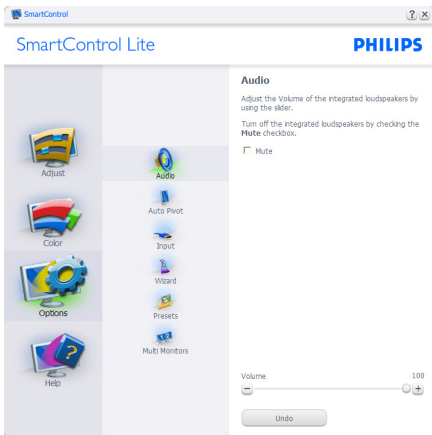 SmartControl
SmartControl Lite
PHILIPS
Adjust
Color
Options
Help
Audio
Auto Pivot
Input
Wizard
Presets
Multi Monitors
Audio
Adjust the Volume of the integrated loudspeakers by
using the slider.
Turn off the integrated loudspeakers by checking the
Mute checkbox.
Mute
Volume 100
Undo